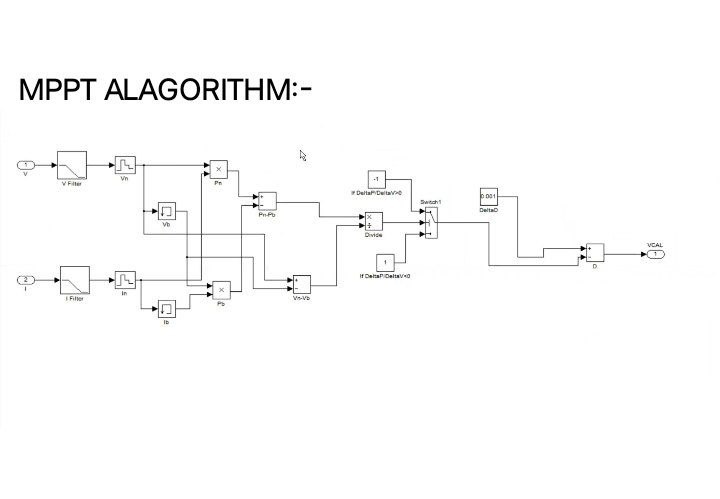 MPPT ALAGORITHM:-
1
V
V Filter
Vn
Vb
×
Pn
+
−
Pn-Pb
-1
If DeltaP/DeltaV>0
Switch1
×
÷
Divide
0.001
DeltaD
VCAL
1
+
−
D
1
If DeltaP/DeltaV<0
2
I
I Filter
In
Ib
×
Pb
+
−
Vn-Vb